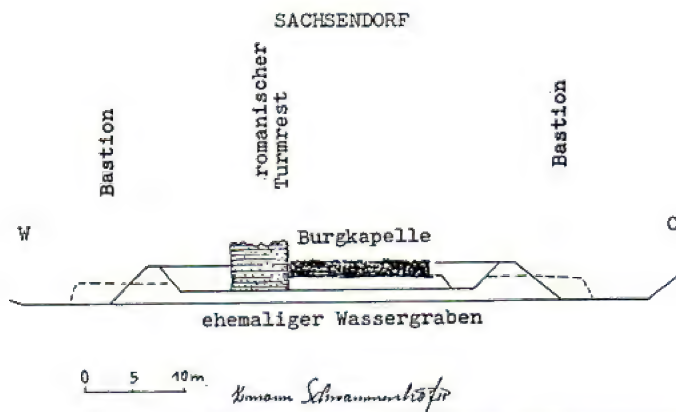 SACHSENDORF
Bastion
romanischer
Turmrest
Bastion
W
Burgkapelle
O
ehemaliger Wassergraben
0 5 10m